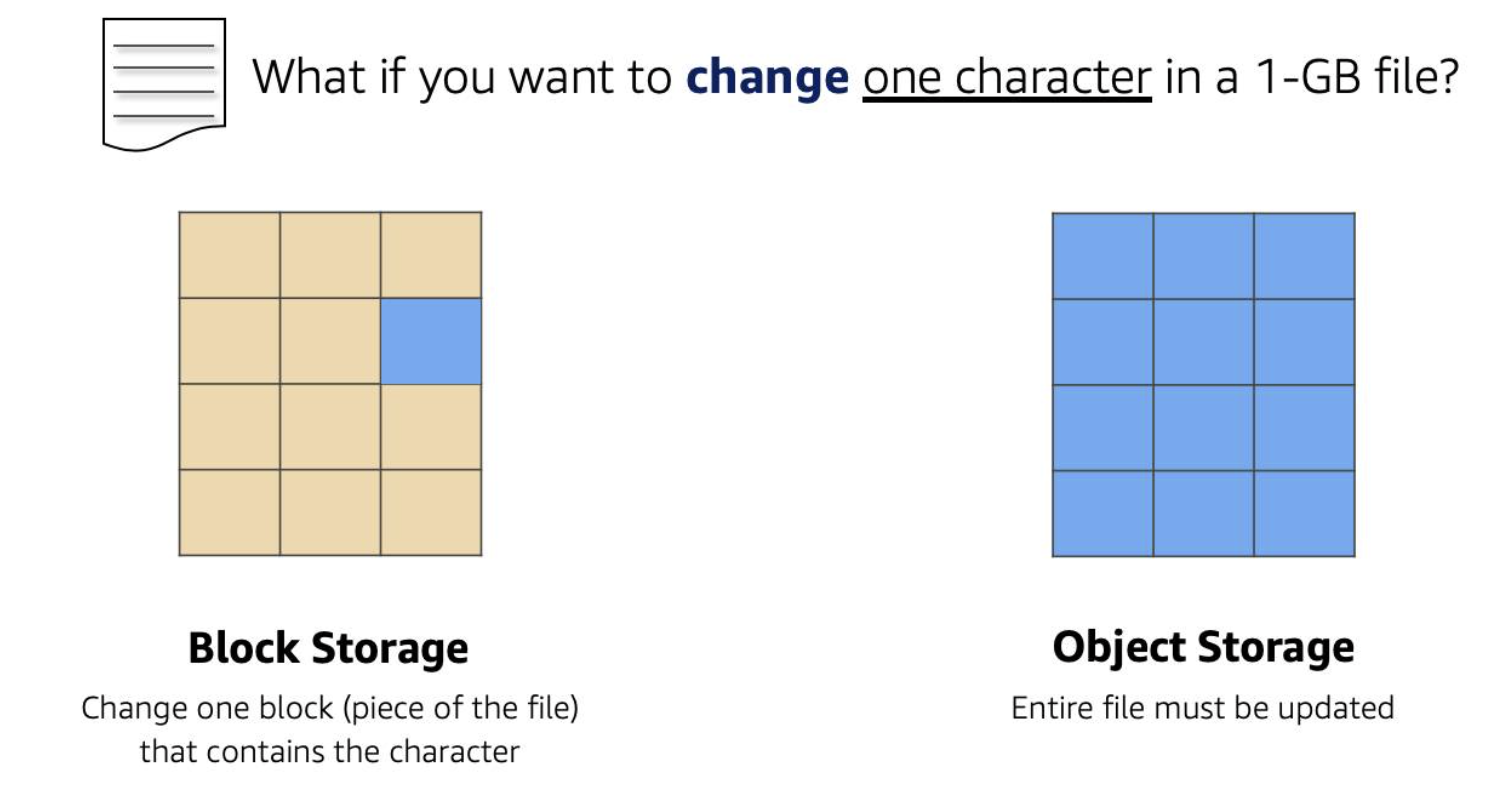 What if you want to change one character in a 1-GB file?
Block Storage
Change one block (piece of the file)
that contains the character
Object Storage
Entire file must be updated